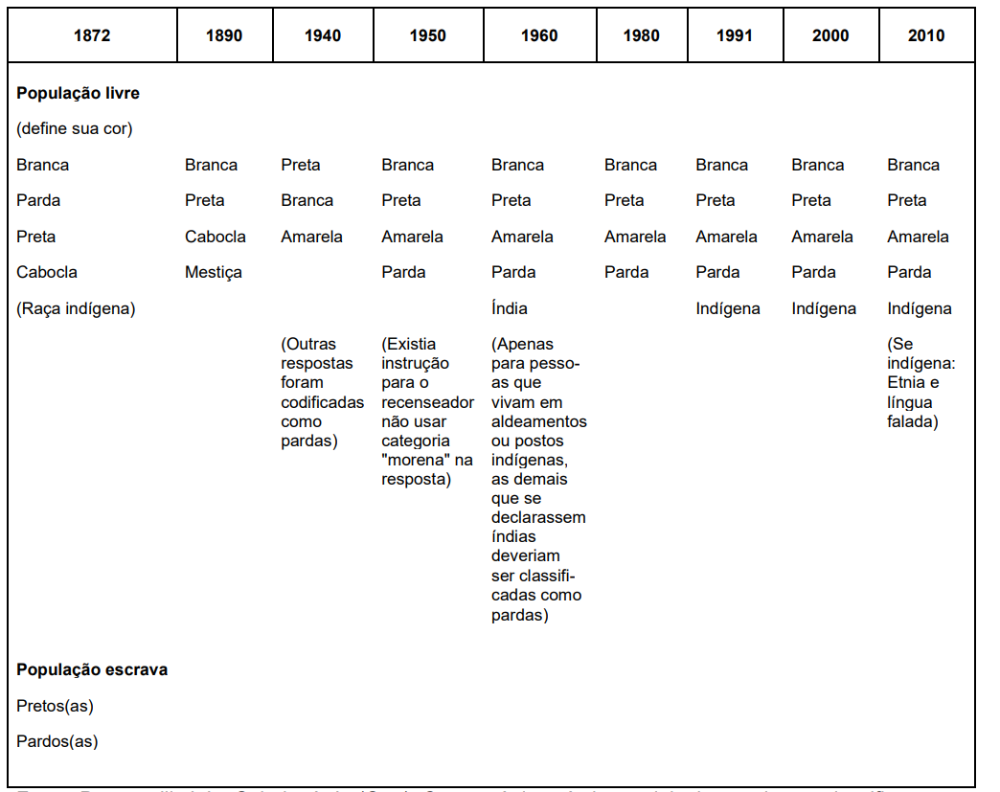 1872 1890 1940 1950 1960 1980 1991 2000 2010
População livre
(define sua cor)
Branca Branca Preta Branca Branca Branca Branca Branca Branca
Parda Preta Branca Preta Preta Preta Preta Preta Preta
Preta Cabocla Amarela Amarela Amarela Amarela Amarela Amarela Amarela
Cabocla Mestiça Parda Parda Parda Parda Parda Parda
(Raça indígena) Índia Indígena Indígena Indígena
(Outras
respostas
foram
codificadas
como
pardas)
(Existia
instrução
para o
recenseador
não usar
categoria
"morena" na
resposta)
(Apenas
para pesso-
as que
vivam em
aldeamentos
ou postos
indígenas,
as demais
que se
declarassem
índias
deveriam
ser classifi-
cadas como
pardas)
(Se
indígena:
Etnia e
língua
falada)
População escrava
Pretos(as)
Pardos(as)